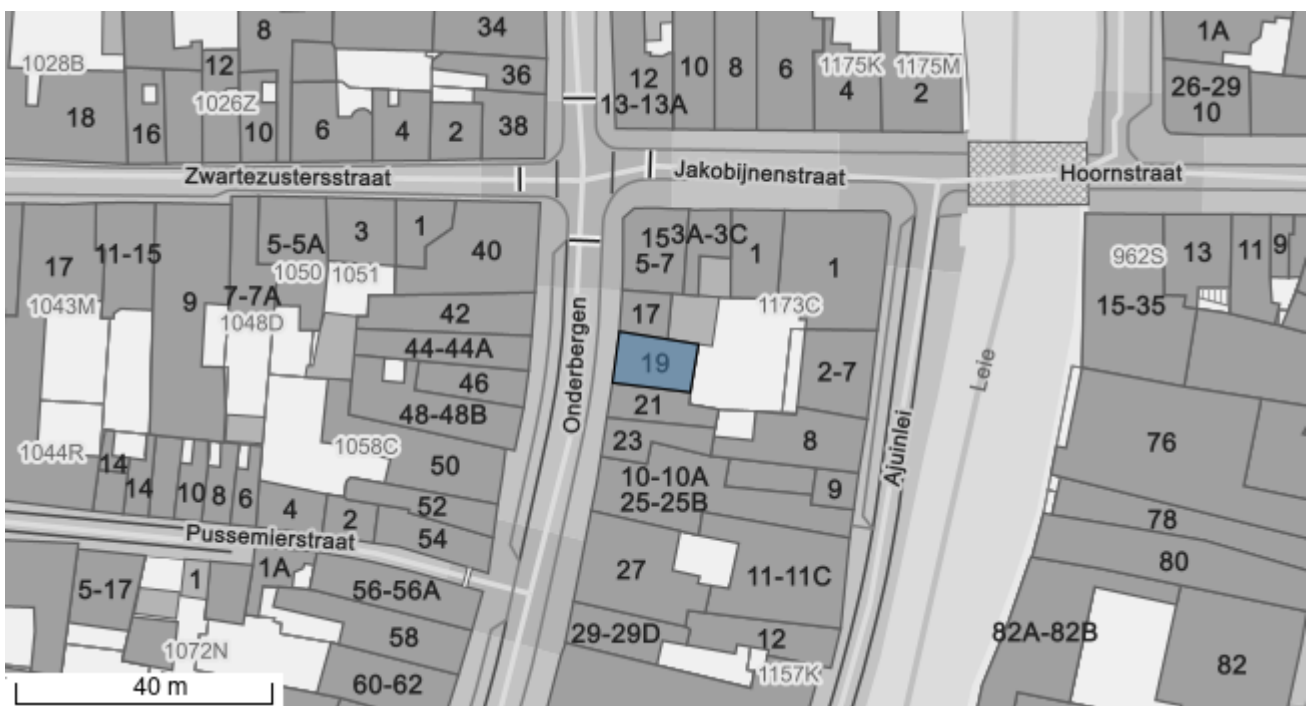 8
34
1A
1028B
12
36
12
10
8
6
1175K
1175M
26-29
1026Z
13-13A
4
2
10
18
16
10
6
4
2
38
Zwartezustersstraat
Jakobijnenstraat
Hoornstraat
11-15
5-5A
3
1
40
15
3A-3C
1
1
13
11
9
17
1050
1051
5-7
962S
1043M
9
7-7A
1048D
42
17
1173C
15-35
44-44A
Onderbergen
19
2-7
Leie
46
48-48B
21
1044R
1058C
23
8
76
14
14
10
8
6
50
10-10A
25-25B
9
Ajuinlei
4
2
52
54
78
Pussemierstraat
80
5-17
1
1A
56-56A
27
11-11C
58
29-29D
12
82A-82B
1072N
1157K
82
40 m
60-62